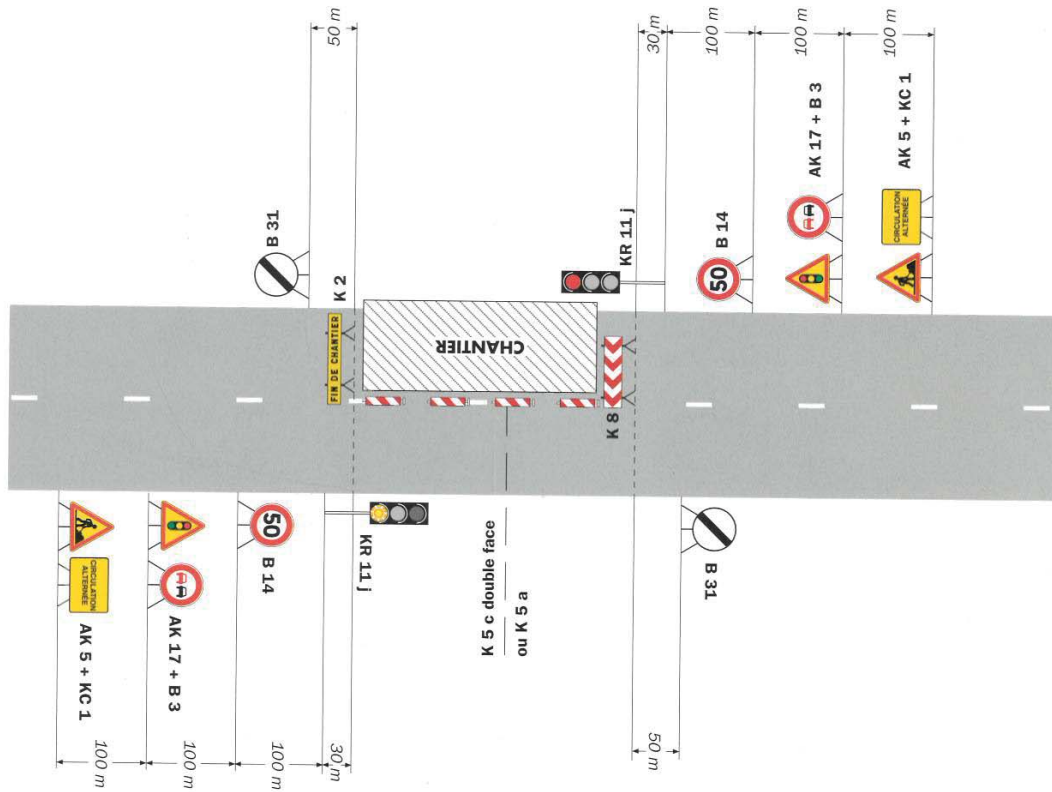 50 m
30 m
100 m
100 m
100 m
B 31
K 2
FIN DE CHANTIER
CHANTIER
KR 11 j
50
B 14
AK 17 + B 3
CIRCULATION
ALTERNÉE
AK 5 + KC 1
K 8
CIRCULATION
ALTERNÉE
AK 5 + KC 1
AK 17 + B 3
50
B 14
KR 11 j
K 5 c double face
ou K 5 a
B 31
100 m
100 m
100 m
30 m
50 m